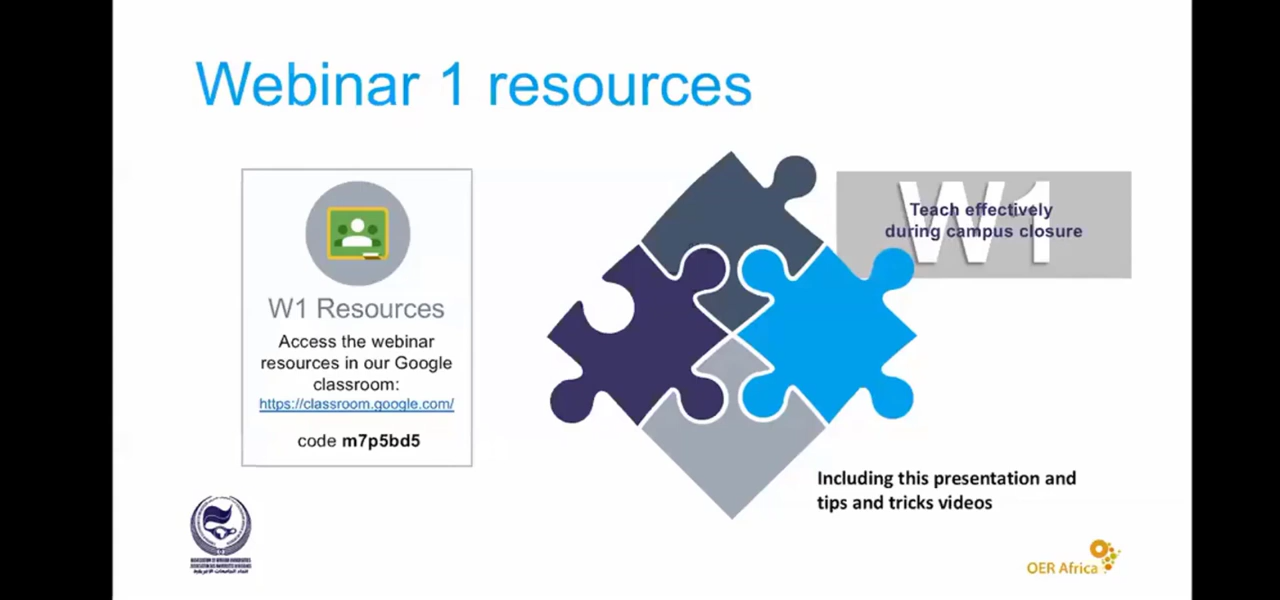 Webinar 1 resources
W1
Teach effectively
during campus closure
W1 Resources
Access the webinar
resources in our Google
classroom:
https://classroom.google.com/
code m7p5bd5
Including this presentation and
tips and tricks videos
OER Africa